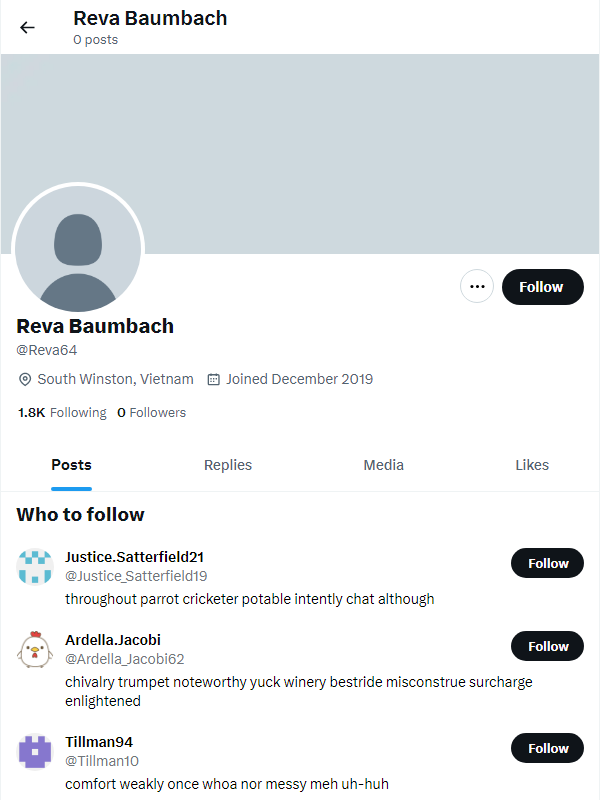 Reva Baumbach
0 posts
Follow
Reva Baumbach
@Reva64
South Winston, Vietnam Joined December 2019
1.8K Following 0 Followers
Posts Replies Media Likes
Who to follow
Justice.Satterfield21
@Justice_Satterfield19
Follow
throughout parrot cricketer potable intently chat although
Ardella.Jacobi
@Ardella_Jacobi62
Follow
chivalry trumpet noteworthy yuck winery bestride misconstrue surcharge
enlightened
Tillman94
@Tillman10
Follow
comfort weakly once whoa nor messy meh uh-huh